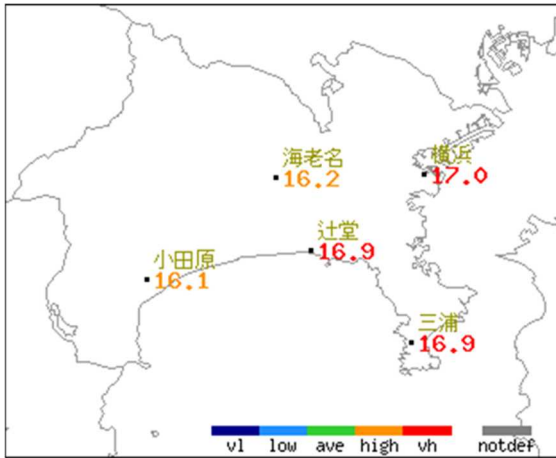 海老名
16.2
横浜
17.0
辻堂
16.9
小田原
16.1
三浦
16.9
vl low ave high vh notdef